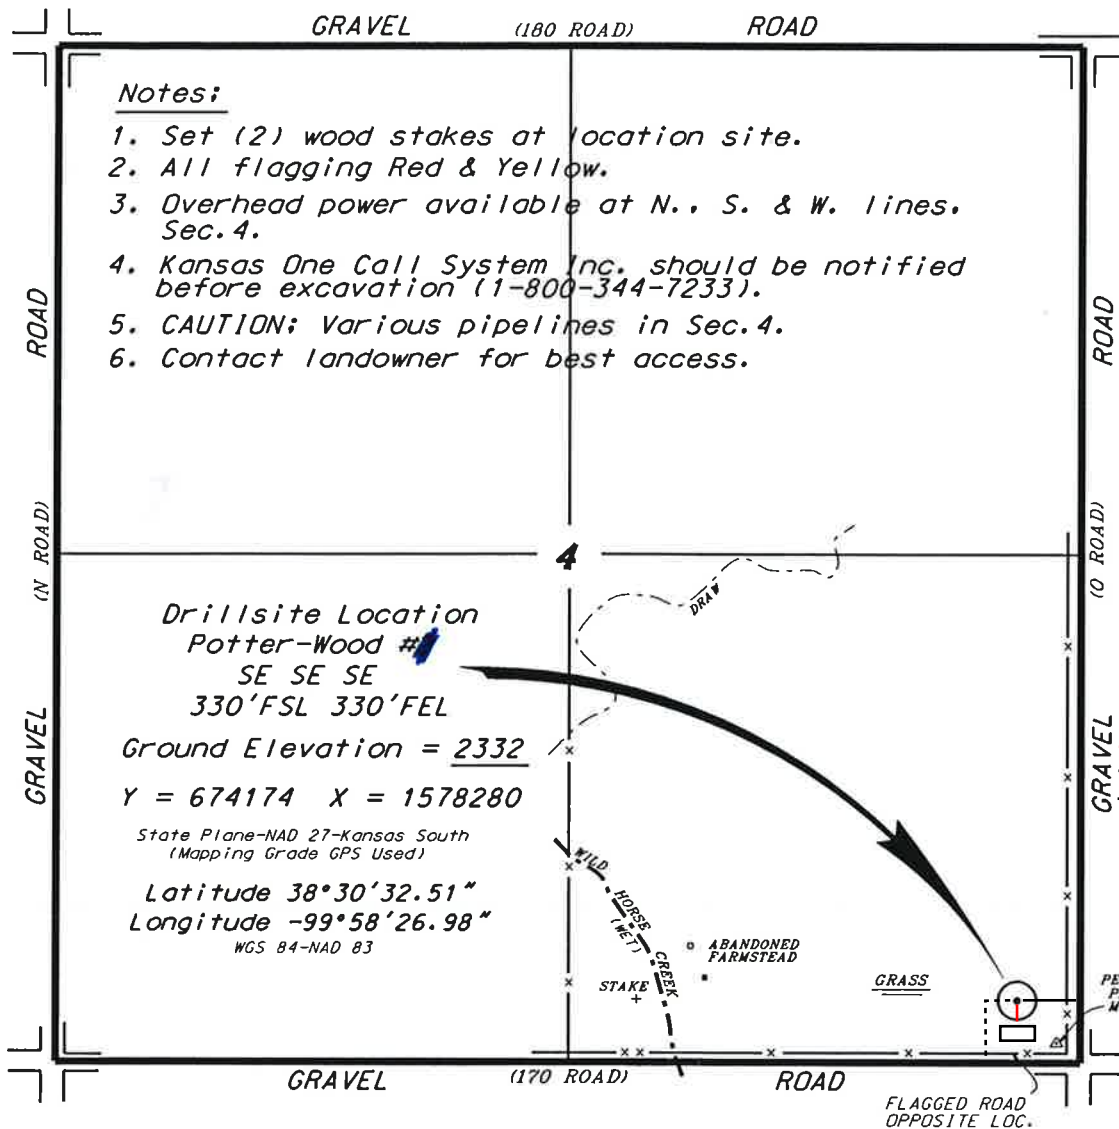 GRAVEL (180 ROAD) ROAD
Notes:
1. Set (2) wood stakes at location site.
2. All flagging Red & Yellow.
3. Overhead power available at N., S. & W. lines,
Sec.4.
4. Kansas One Call System Inc. should be notified
before excavation (1-800-344-7233).
5. CAUTION: Various pipelines in Sec.4.
6. Contact landowner for best access.
ROAD
(N ROAD)
GRAVEL
ROAD
(O ROAD)
GRAVEL
4
DRAW
Drillsite Location
Potter-Wood #
SE SE SE
330'FSL 330'FEL
Ground Elevation = 2332
Y = 674174 X = 1578280
State Plane-NAD 27-Kansas South
(Mapping Grade GPS Used)
Latitude 38°30'32.51"
Longitude -99°58'26.98"
WGS 84-NAD 83
WILD HORSE CREEK
(WET)
ABANDONED
FARMSTEAD
STAKE
GRASS
GRAVEL (170 ROAD) ROAD
FLAGGED ROAD
OPPOSITE LOC.